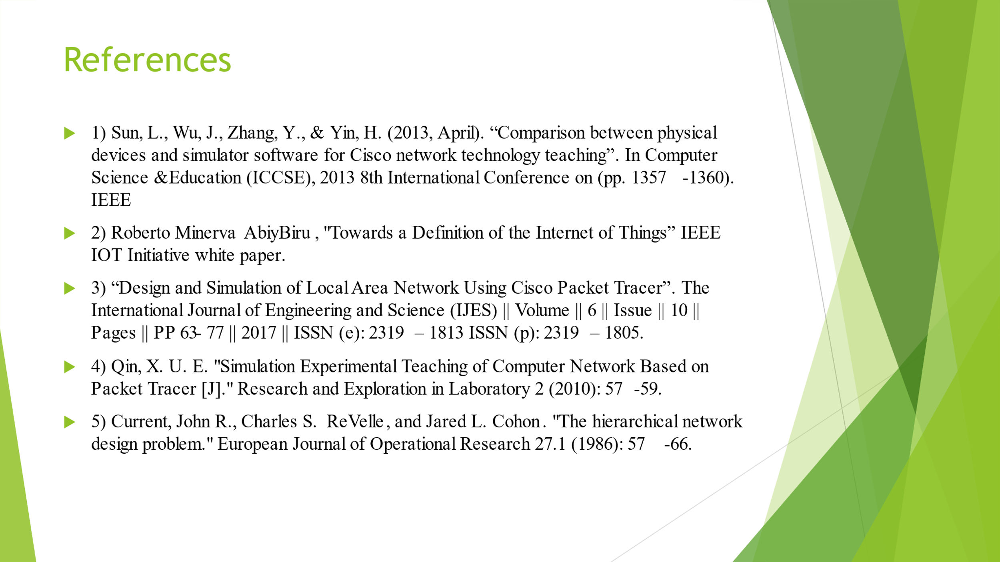 References
1) Sun, L., Wu, J., Zhang, Y., & Yin, H. (2013, April). “Comparison between physical
devices and simulator software for Cisco network technology teaching”. In Computer
Science &Education (ICCSE), 2013 8th International Conference on (pp. 1357 -1360).
IEEE
2) Roberto Minerva AbiyBiru , "Towards a Definition of the Internet of Things” IEEE
IOT Initiative white paper.
3) “Design and Simulation of Local Area Network Using Cisco Packet Tracer”. The
International Journal of Engineering and Science (IJES) || Volume || 6 || Issue || 10 ||
Pages || PP 63- 77 || 2017 || ISSN (e): 2319 – 1813 ISSN (p): 2319 – 1805.
4) Qin, X. U. E. "Simulation Experimental Teaching of Computer Network Based on
Packet Tracer [J]." Research and Exploration in Laboratory 2 (2010): 57 -59.
5) Current, John R., Charles S. ReVelle, and Jared L. Cohon. "The hierarchical network
design problem." European Journal of Operational Research 27.1 (1986): 57 -66.